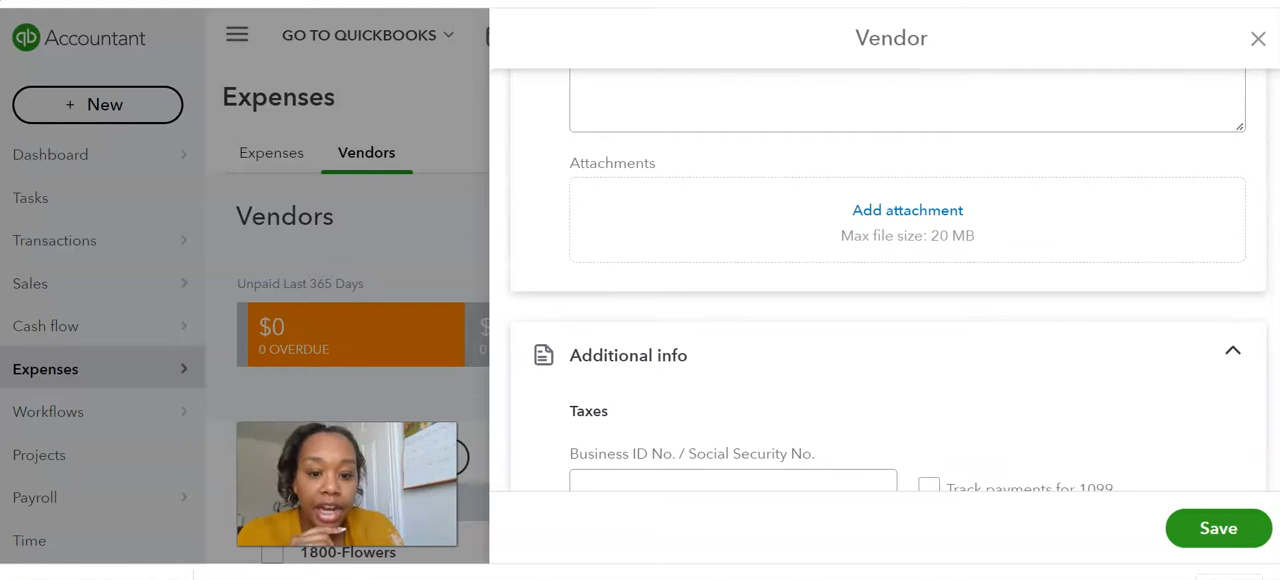 qb Accountant
GO TO QUICKBOOKS
Vendor
+ New
Expenses
Dashboard
Expenses
Vendors
Attachments
Tasks
Vendors
Add attachment
Max file size: 20 MB
Transactions
Sales
Unpaid Last 365 Days
Cash flow
$0
$
0 OVERDUE
0
Additional info
Expenses
Workflows
Taxes
Projects
Business ID No. / Social Security No.
Payroll
Track payments for 1099
Time
1800-Flowers
Save